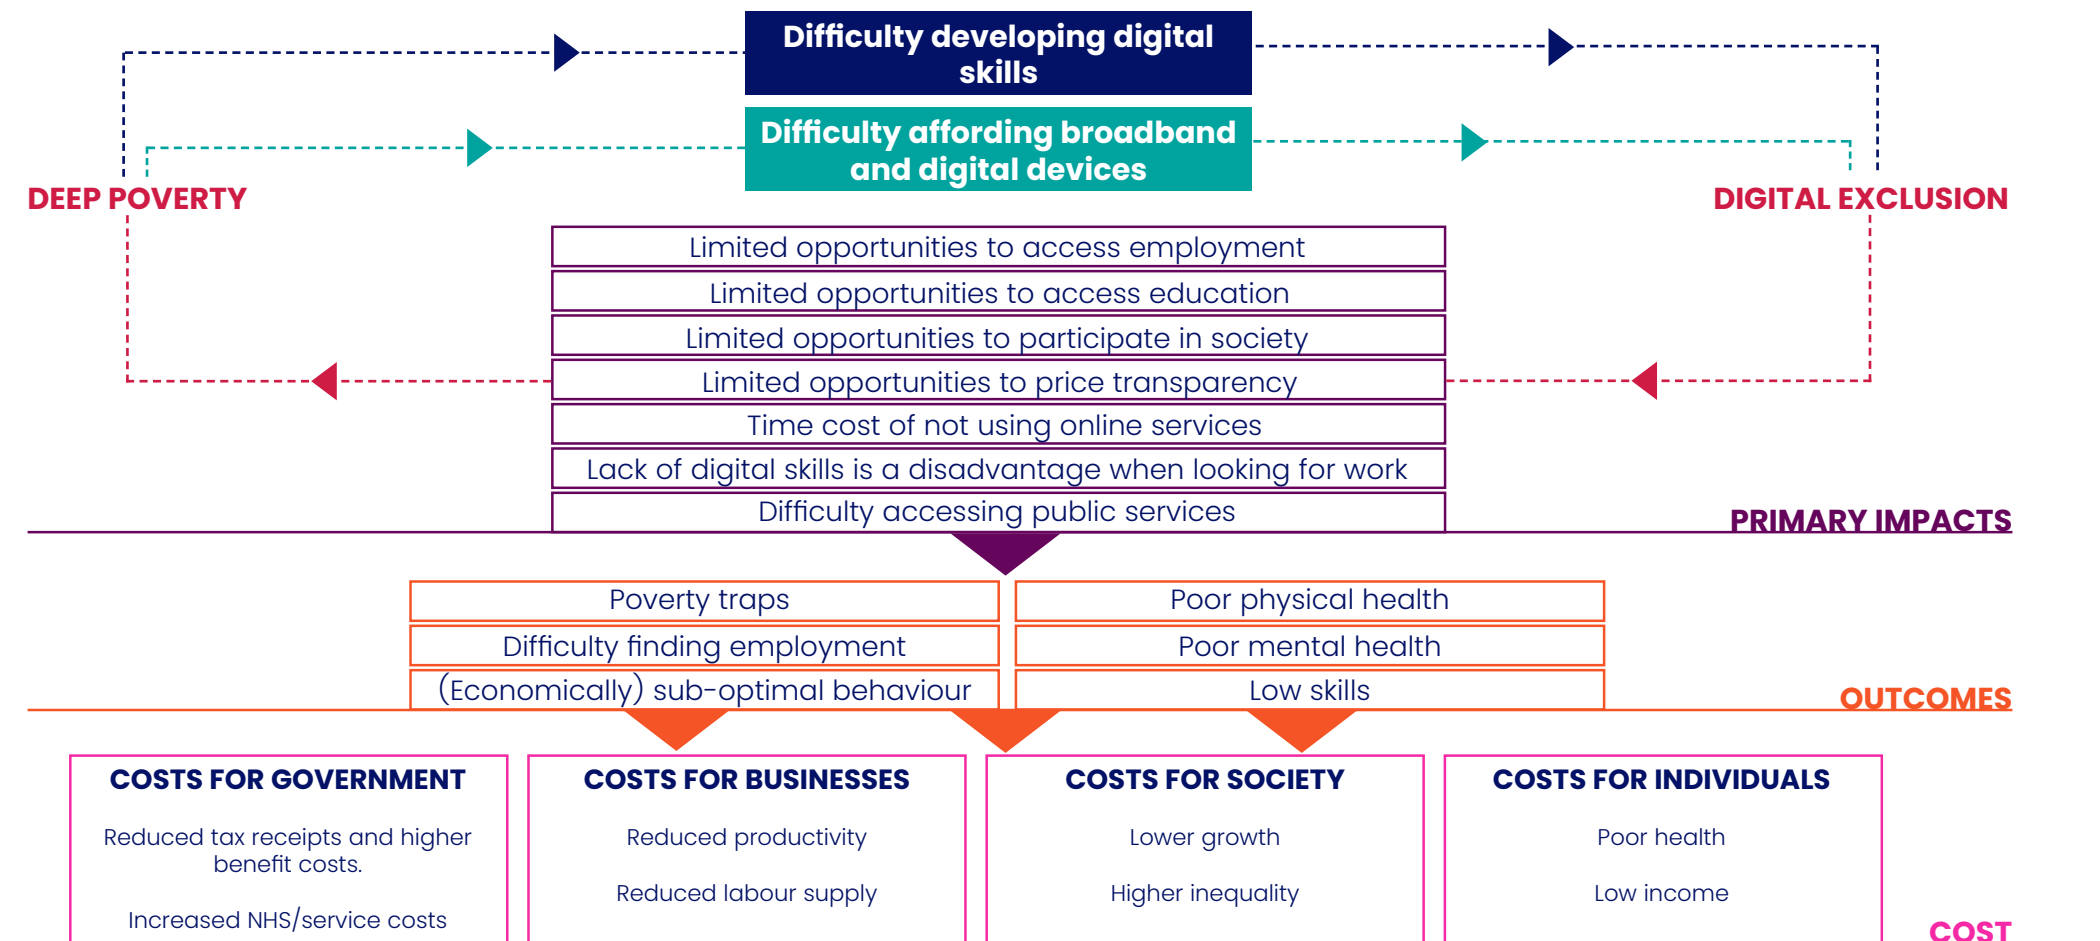 Difficulty developing digital
skills
Difficulty affording broadband
and digital devices
DEEP POVERTY
DIGITAL EXCLUSION
Limited opportunities to access employment
Limited opportunities to access education
Limited opportunities to participate in society
Limited opportunities to price transparency
Time cost of not using online services
Lack of digital skills is a disadvantage when looking for work
Difficulty accessing public services
PRIMARY IMPACTS
Poverty traps
Difficulty finding employment
(Economically) sub-optimal behaviour
Poor physical health
Poor mental health
Low skills
OUTCOMES
COSTS FOR GOVERNMENT
Reduced tax receipts and higher
benefit costs.
Increased NHS/service costs
COSTS FOR BUSINESSES
Reduced productivity
Reduced labour supply
COSTS FOR SOCIETY
Lower growth
Higher inequality
COSTS FOR INDIVIDUALS
Poor health
Low income
COST